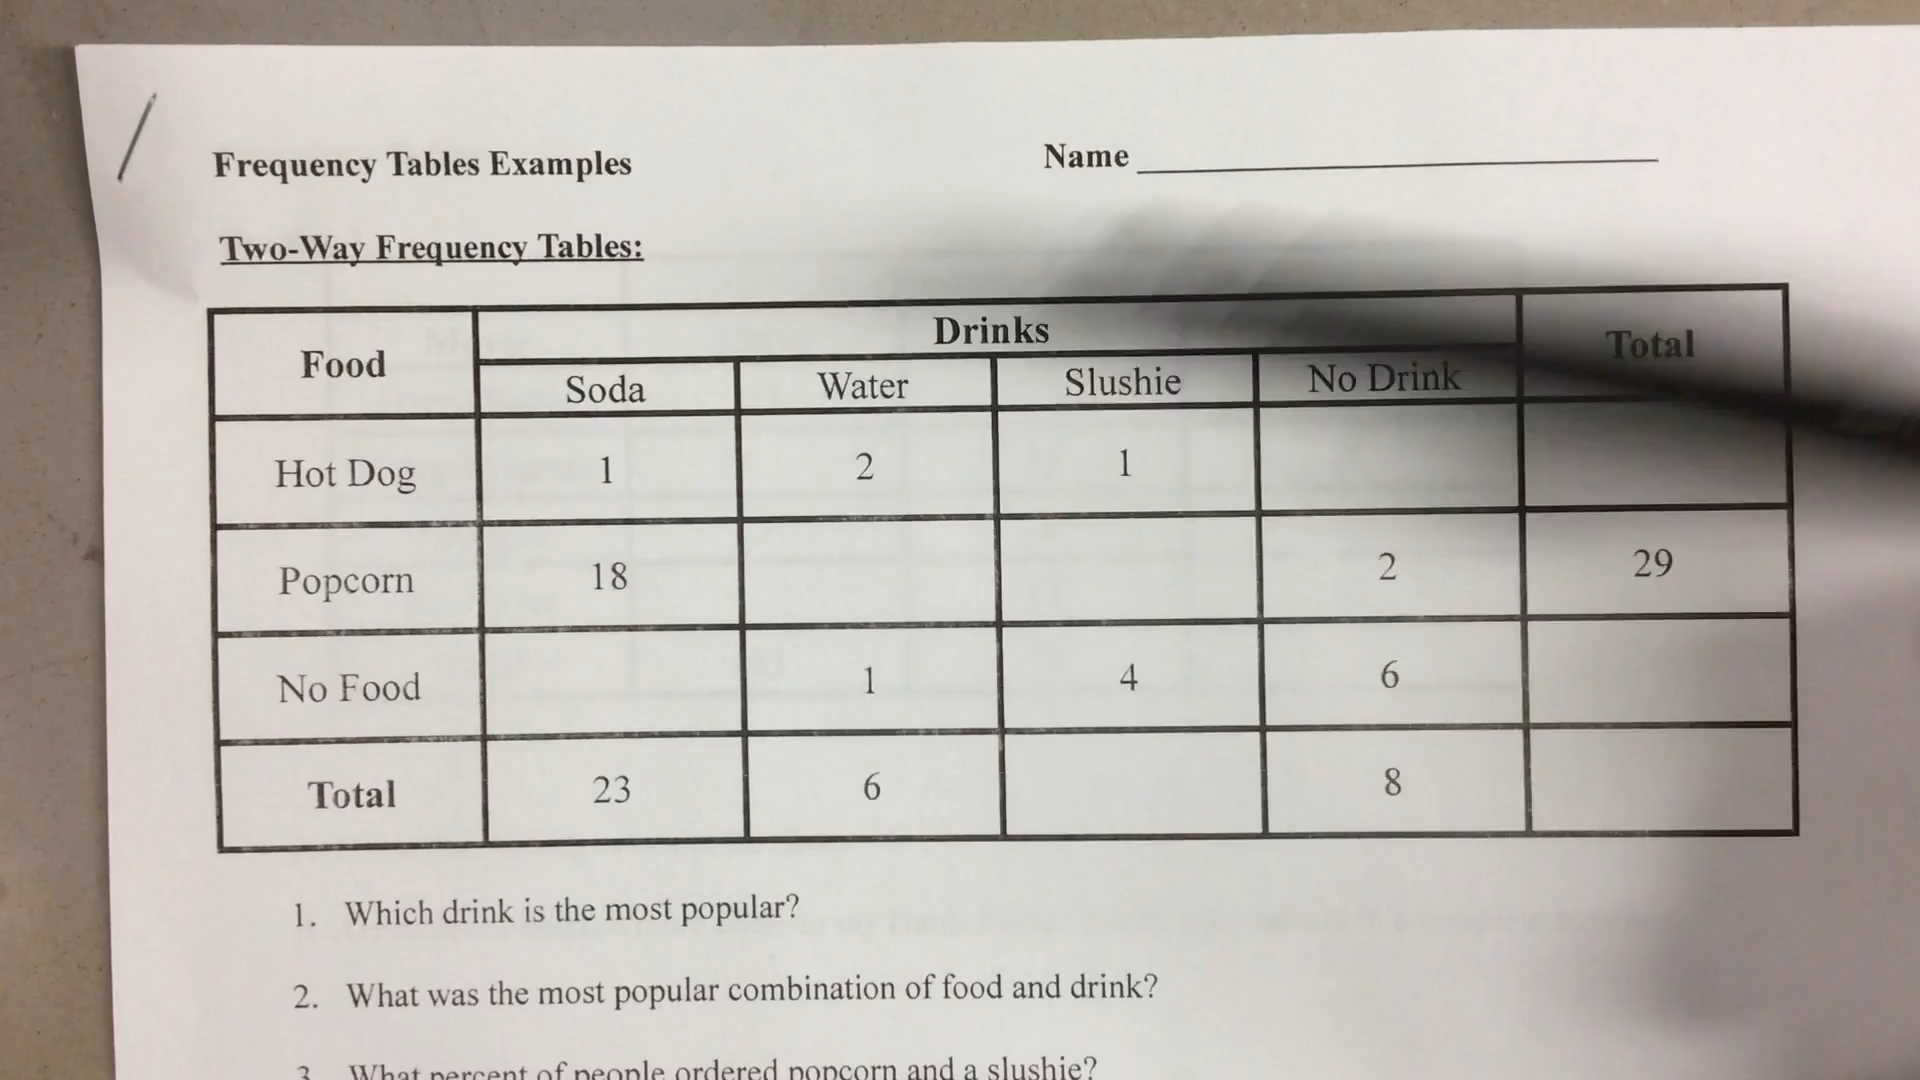 Frequency Tables Examples
Name
Two-Way Frequency Tables:
Food Drinks Total
Soda Water Slushie No Drink
Hot Dog 1 2 1
Popcorn 18 2 29
No Food 1 4 6
Total 23 6 8
1. Which drink is the most popular?
2. What was the most popular combination of food and drink?
3. What percent of people ordered popcorn and a slushie?